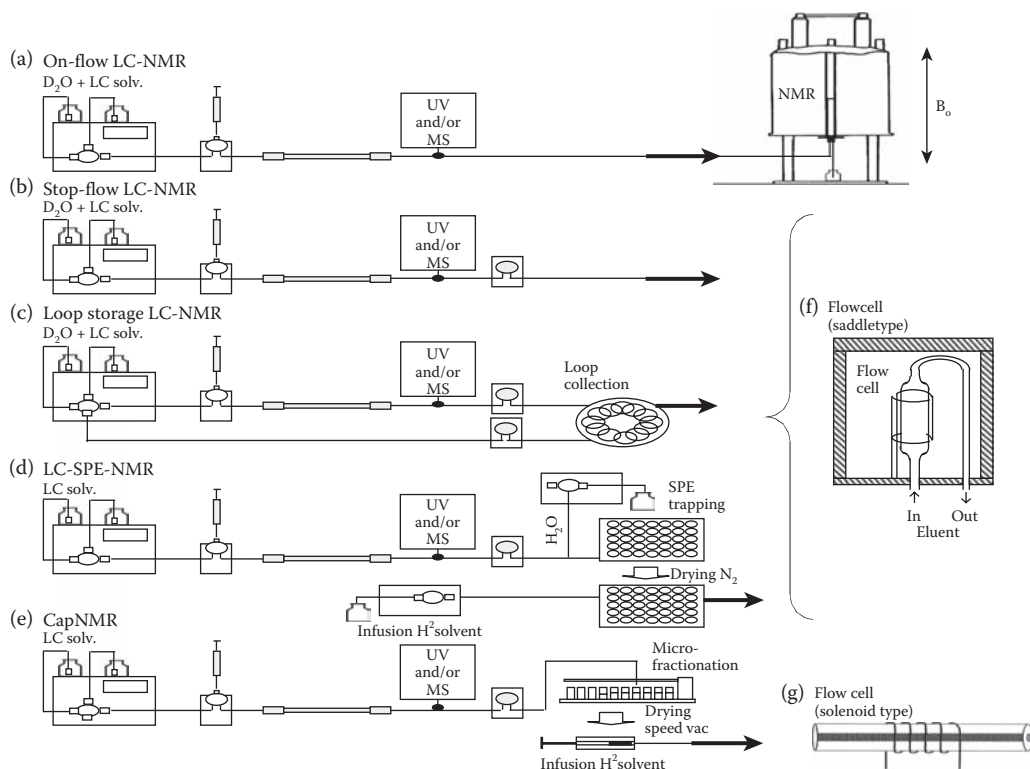 (a) On-flow LC-NMR
D₂O + LC solv.
UV
and/or
MS
NMR
Bₒ
(b) Stop-flow LC-NMR
D₂O + LC solv.
UV
and/or
MS
(c) Loop storage LC-NMR
D₂O + LC solv.
UV
and/or
MS
Loop
collection
(d) LC-SPE-NMR
LC solv.
UV
and/or
MS
H₂O
SPE
trapping
Drying N₂
Infusion H²solvent
(e) CapNMR
LC solv.
UV
and/or
MS
Micro-
fractionation
Drying
speed vac
Infusion H²solvent
(f) Flowcell
(saddletype)
Flow
cell
In
Out
Eluent
(g) Flow cell
(solenoid type)